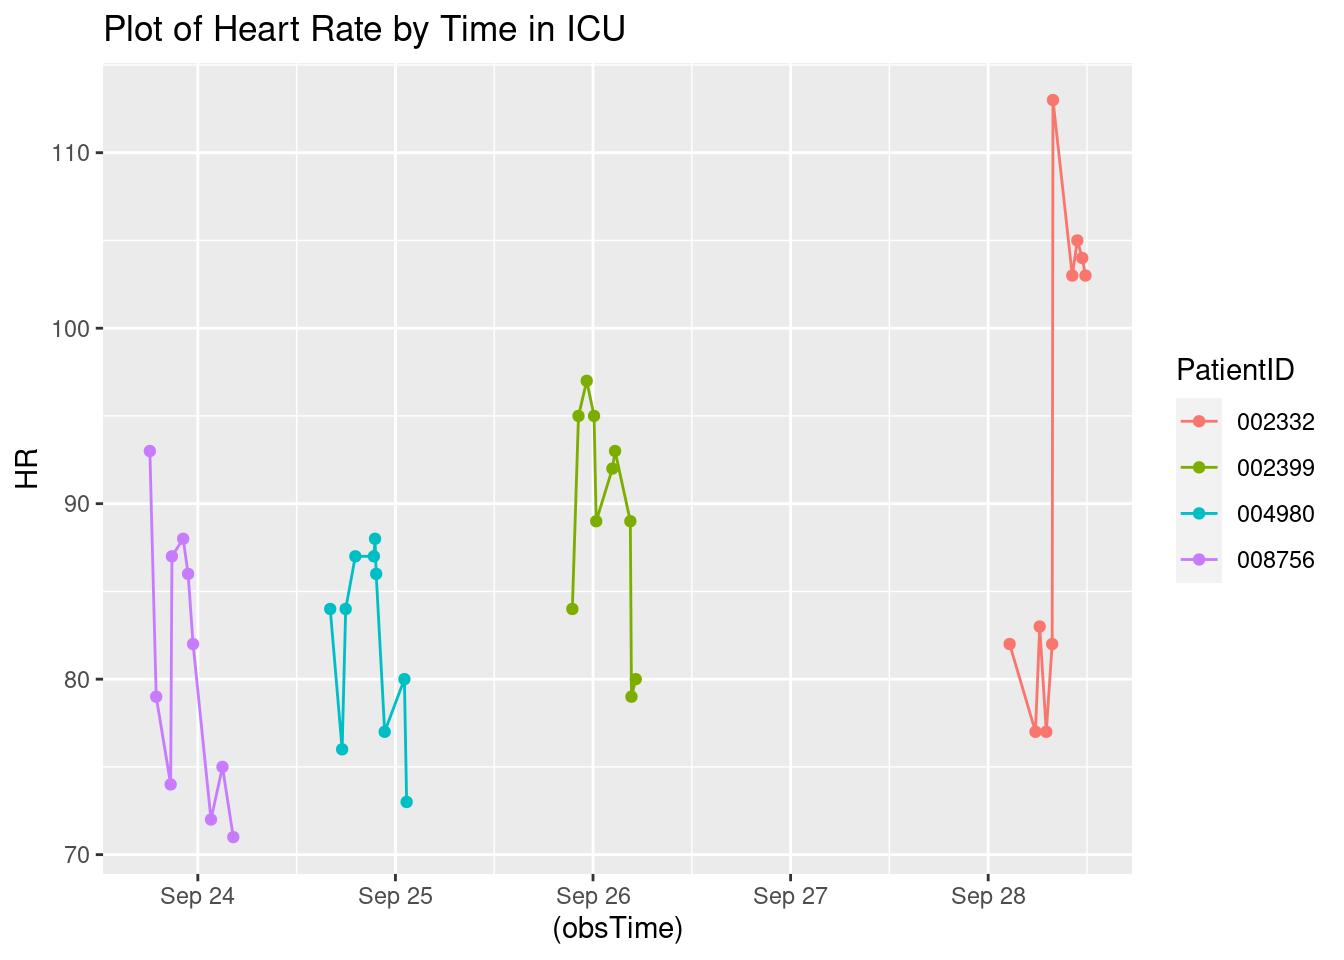 Plot of Heart Rate by Time in ICU
110
100
90
80
70
HR
Sep 24
Sep 25
Sep 26
Sep 27
Sep 28
(obsTime)
PatientID
002332
002399
004980
008756